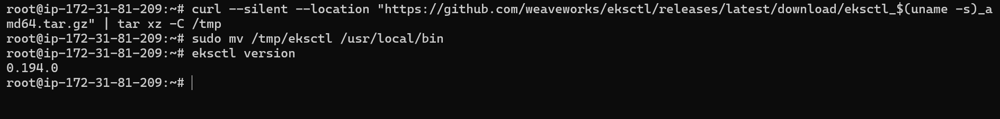 root@ip-172-31-81-209:~# curl --silent --location "https://github.com/weaveworks/eksctl/releases/latest/download/eksctl_$(uname -s)_a
md64.tar.gz" | tar xz -C /tmp
root@ip-172-31-81-209:~# sudo mv /tmp/eksctl /usr/local/bin
root@ip-172-31-81-209:~# eksctl version
0.194.0
root@ip-172-31-81-209:~#